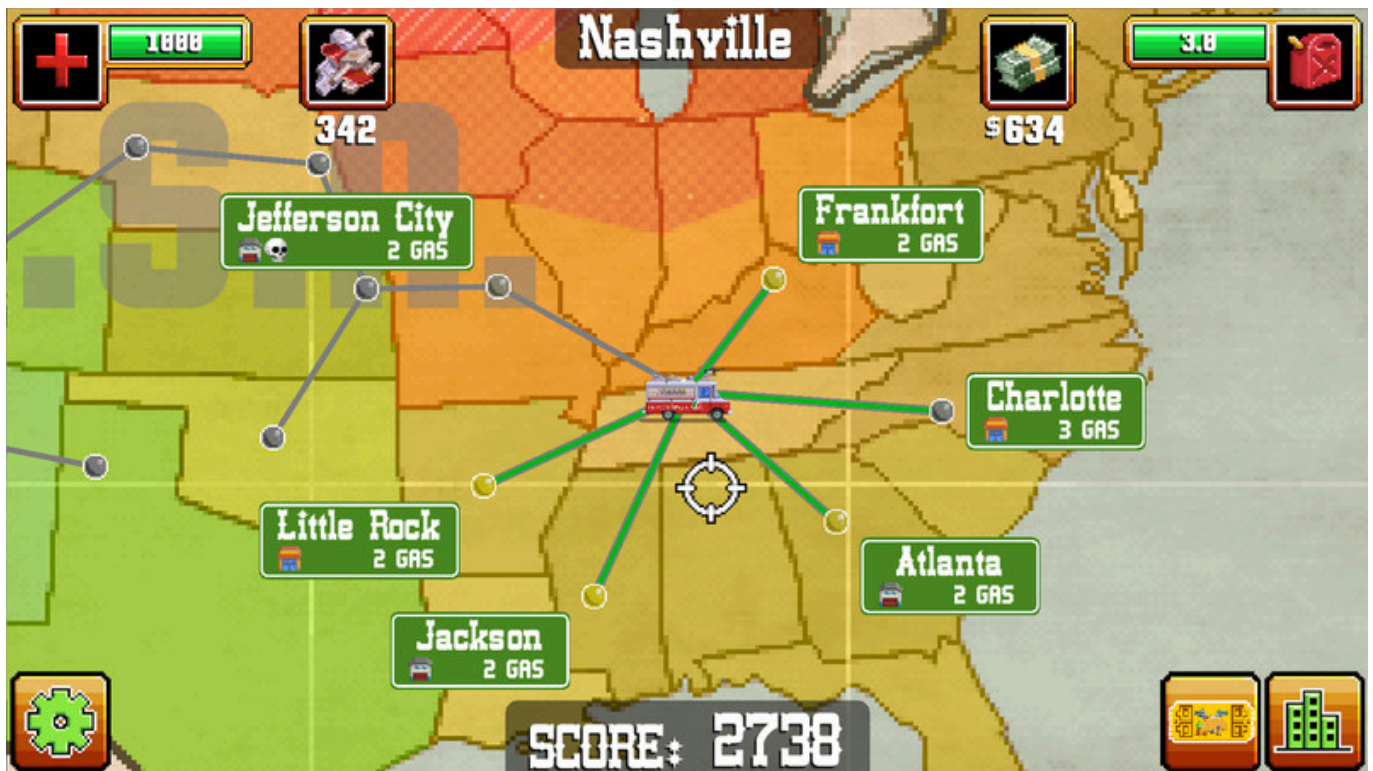 1000
Nashville
3.0
342
$634
.S.A.
Jefferson City
2 GAS
Frankfort
2 GAS
Charlotte
3 GAS
Little Rock
2 GAS
Atlanta
2 GAS
Jackson
2 GAS
SCORE: 2738